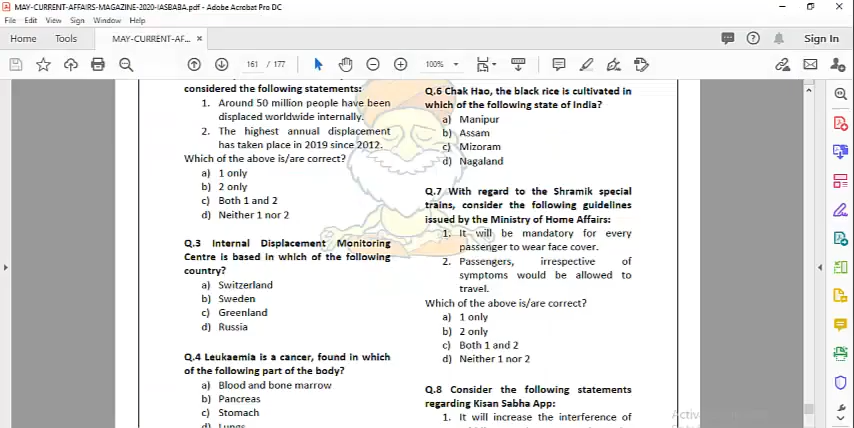 MAY-CURRENT-AFFAIRS-MAGAZINE-2020-IASBABA.pdf - Adobe Acrobat Pro DC
File Edit View Sign Window Help
Home Tools MAY-CURRENT-AF... × Sign In
161 / 177 100%
considered the following statements:
1. Around 50 million people have been
displaced worldwide internally.
2. The highest annual displacement
has taken place in 2019 since 2012.
Which of the above is/are correct?
a) 1 only
b) 2 only
c) Both 1 and 2
d) Neither 1 nor 2
Q.3 Internal Displacement Monitoring
Centre is based in which of the following
country?
a) Switzerland
b) Sweden
c) Greenland
d) Russia
Q.4 Leukaemia is a cancer, found in which
of the following part of the body?
a) Blood and bone marrow
b) Pancreas
c) Stomach
d) Lungs
Q.6 Chak Hao, the black rice is cultivated in
which of the following state of India?
a) Manipur
b) Assam
c) Mizoram
d) Nagaland
Q.7 With regard to the Shramik special
trains, consider the following guidelines
issued by the Ministry of Home Affairs:
1. It will be mandatory for every
passenger to wear face cover.
2. Passengers, irrespective of
symptoms would be allowed to
travel.
Which of the above is/are correct?
a) 1 only
b) 2 only
c) Both 1 and 2
d) Neither 1 nor 2
Q.8 Consider the following statements
regarding Kisan Sabha App:
1. It will increase the interference of